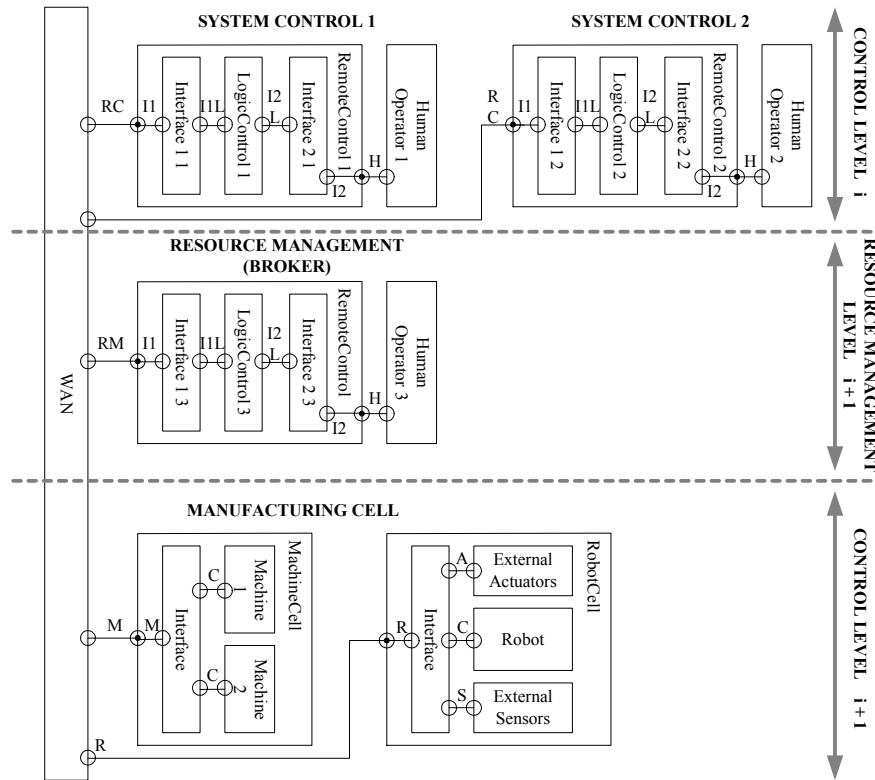 SYSTEM CONTROL 1
SYSTEM CONTROL 2
WAN
RC
I1
Interface 1 1
I1L
LogicControl 1
I2
L
Interface 2 1
RemoteControl 1
I2
H
Human
Operator 1
R
C
I1
Interface 1 2
I1L
LogicControl 2
I2
L
Interface 2 2
RemoteControl 2
I2
H
Human
Operator 2
CONTROL LEVEL i
RESOURCE MANAGEMENT
(BROKER)
RM
I1
Interface 1 3
I1L
LogicControl 3
I2
L
Interface 2 3
RemoteControl
I2
H
Human
Operator 3
RESOURCE MANAGEMENT
LEVEL i+1
MANUFACTURING CELL
M
M
Interface
C
Machine
1
C
Machine
2
MachineCell
R
R
Interface
A
External
Actuators
C
Robot
S
External
Sensors
RobotCell
CONTROL LEVEL i + 1